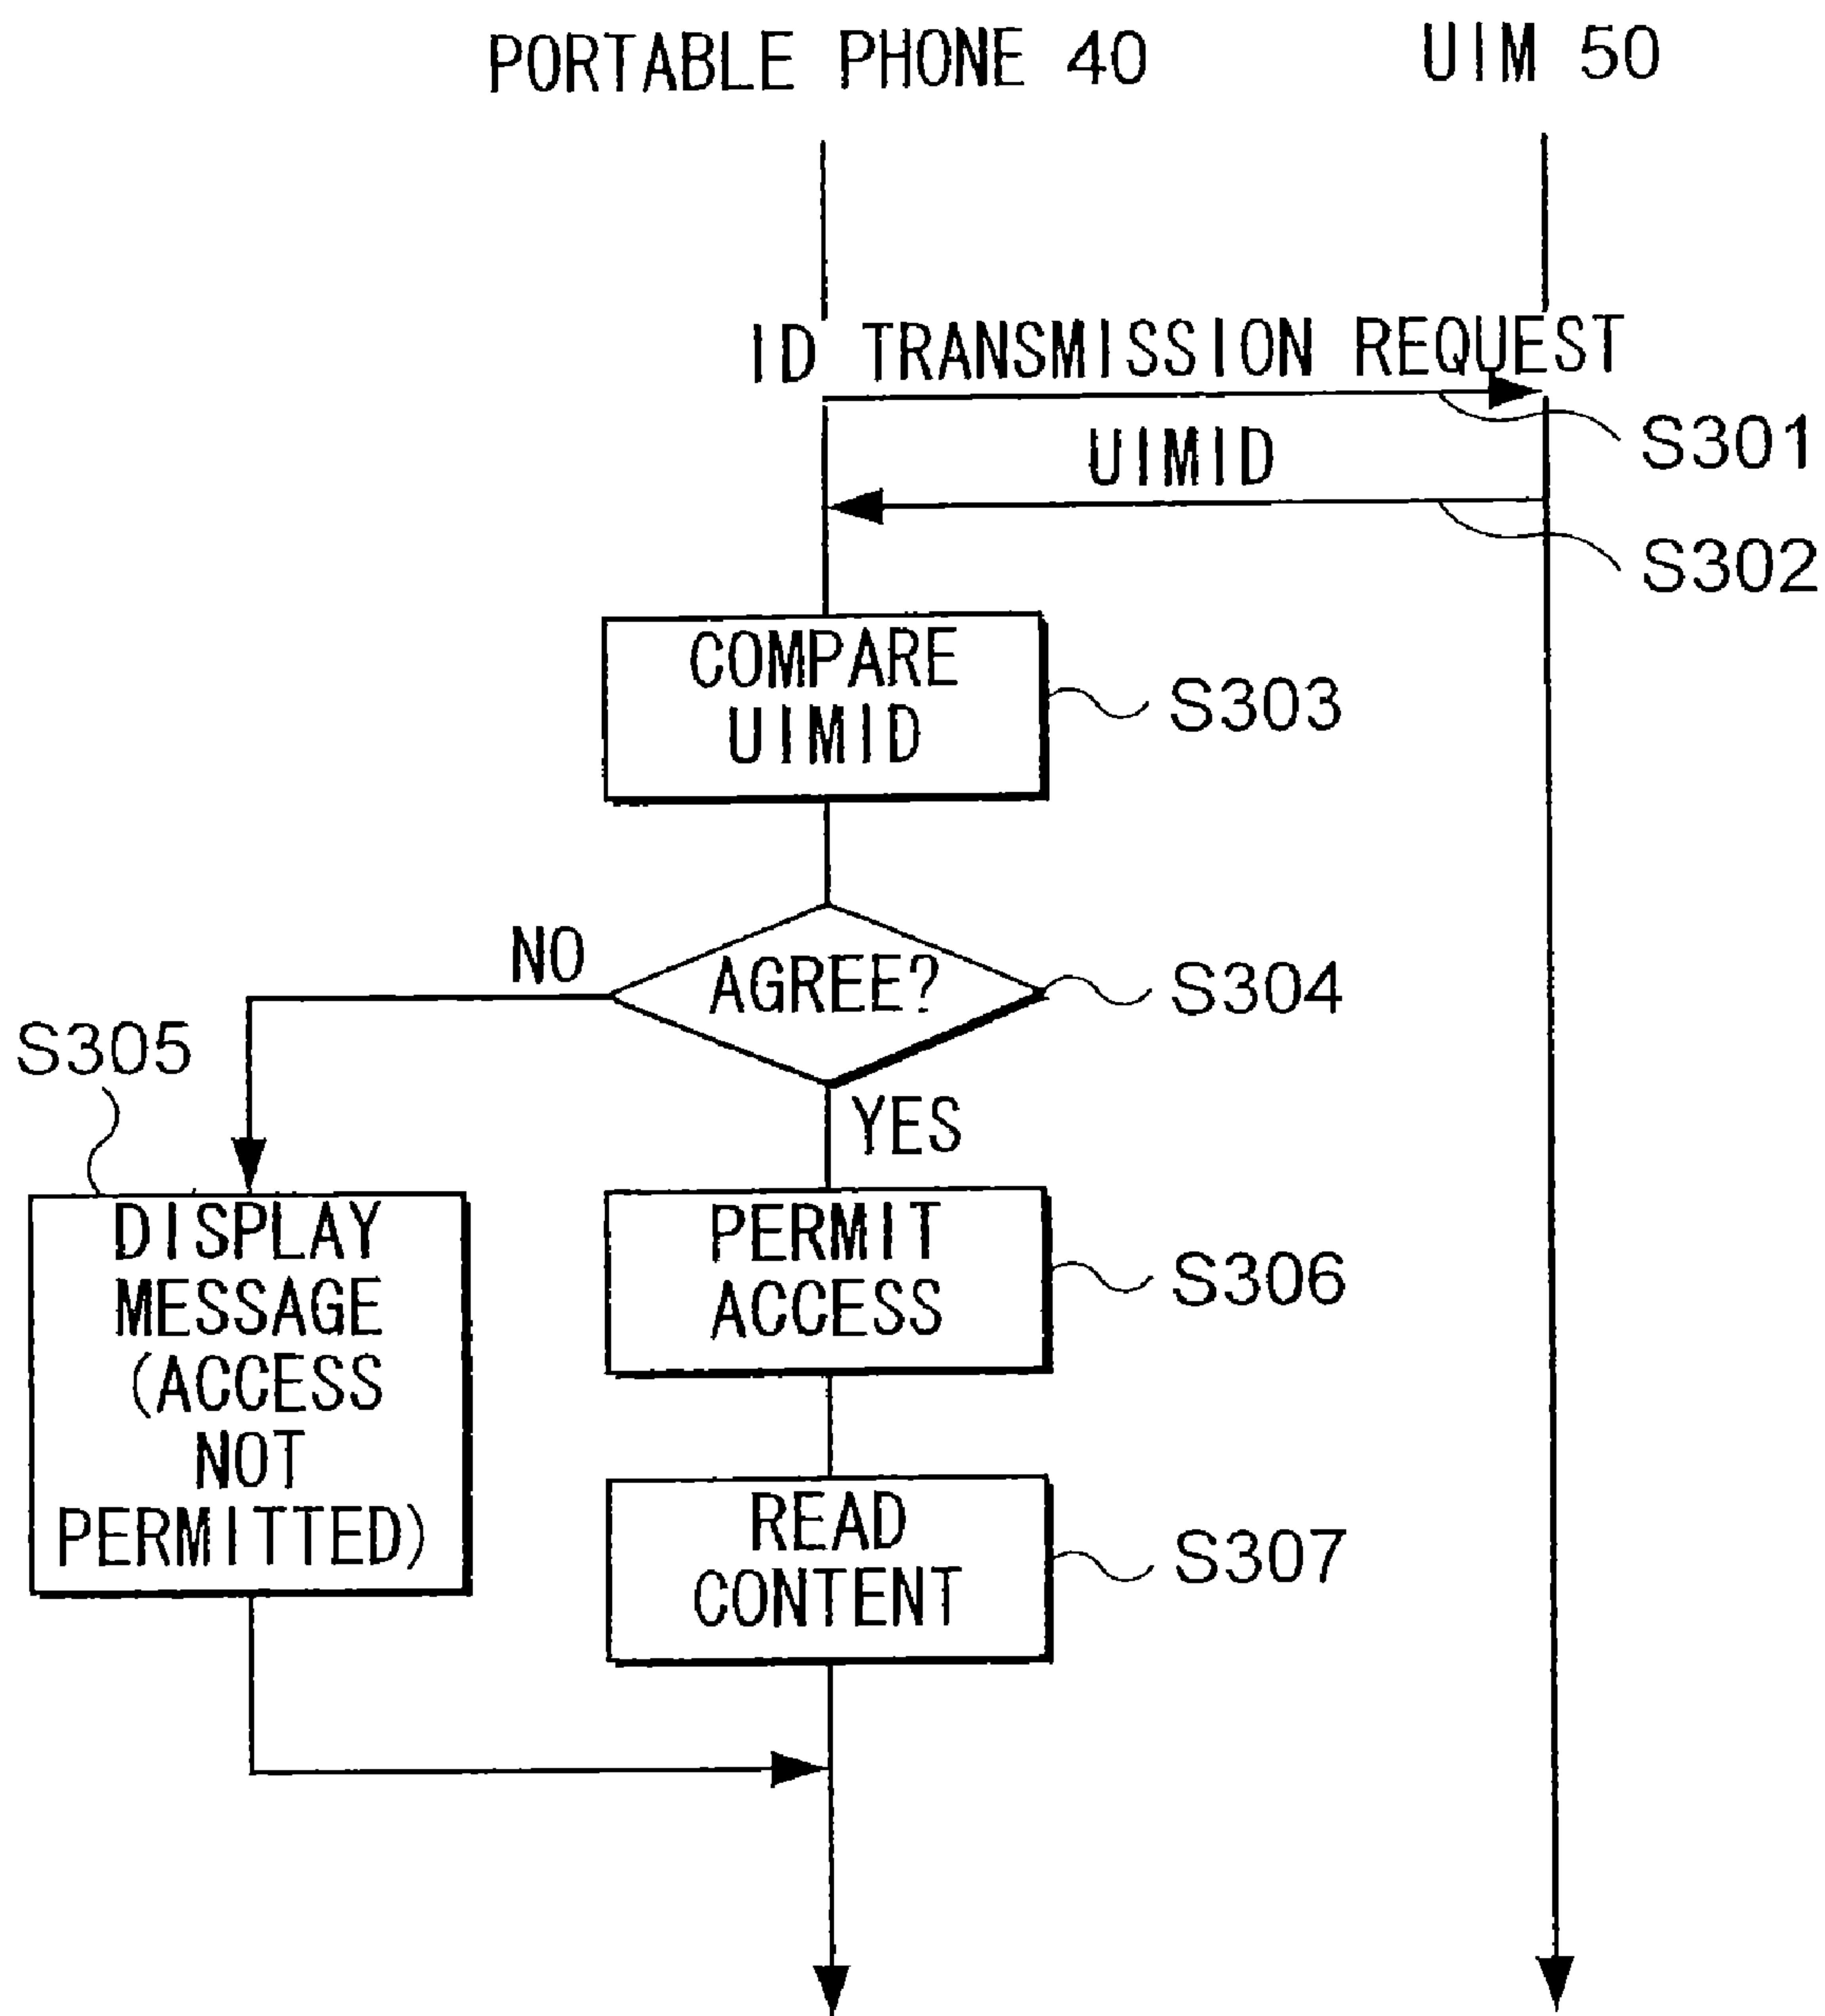 PORTABLE PHONE 40
UIM 50
ID TRANSMISSION REQUEST
S301
UIMID
S302
COMPARE
UIMID
S303
NO
AGREE?
S304
S305
YES
DISPLAY
MESSAGE
(ACCESS
NOT
PERMITTED)
PERMIT
ACCESS
S306
READ
CONTENT
S307